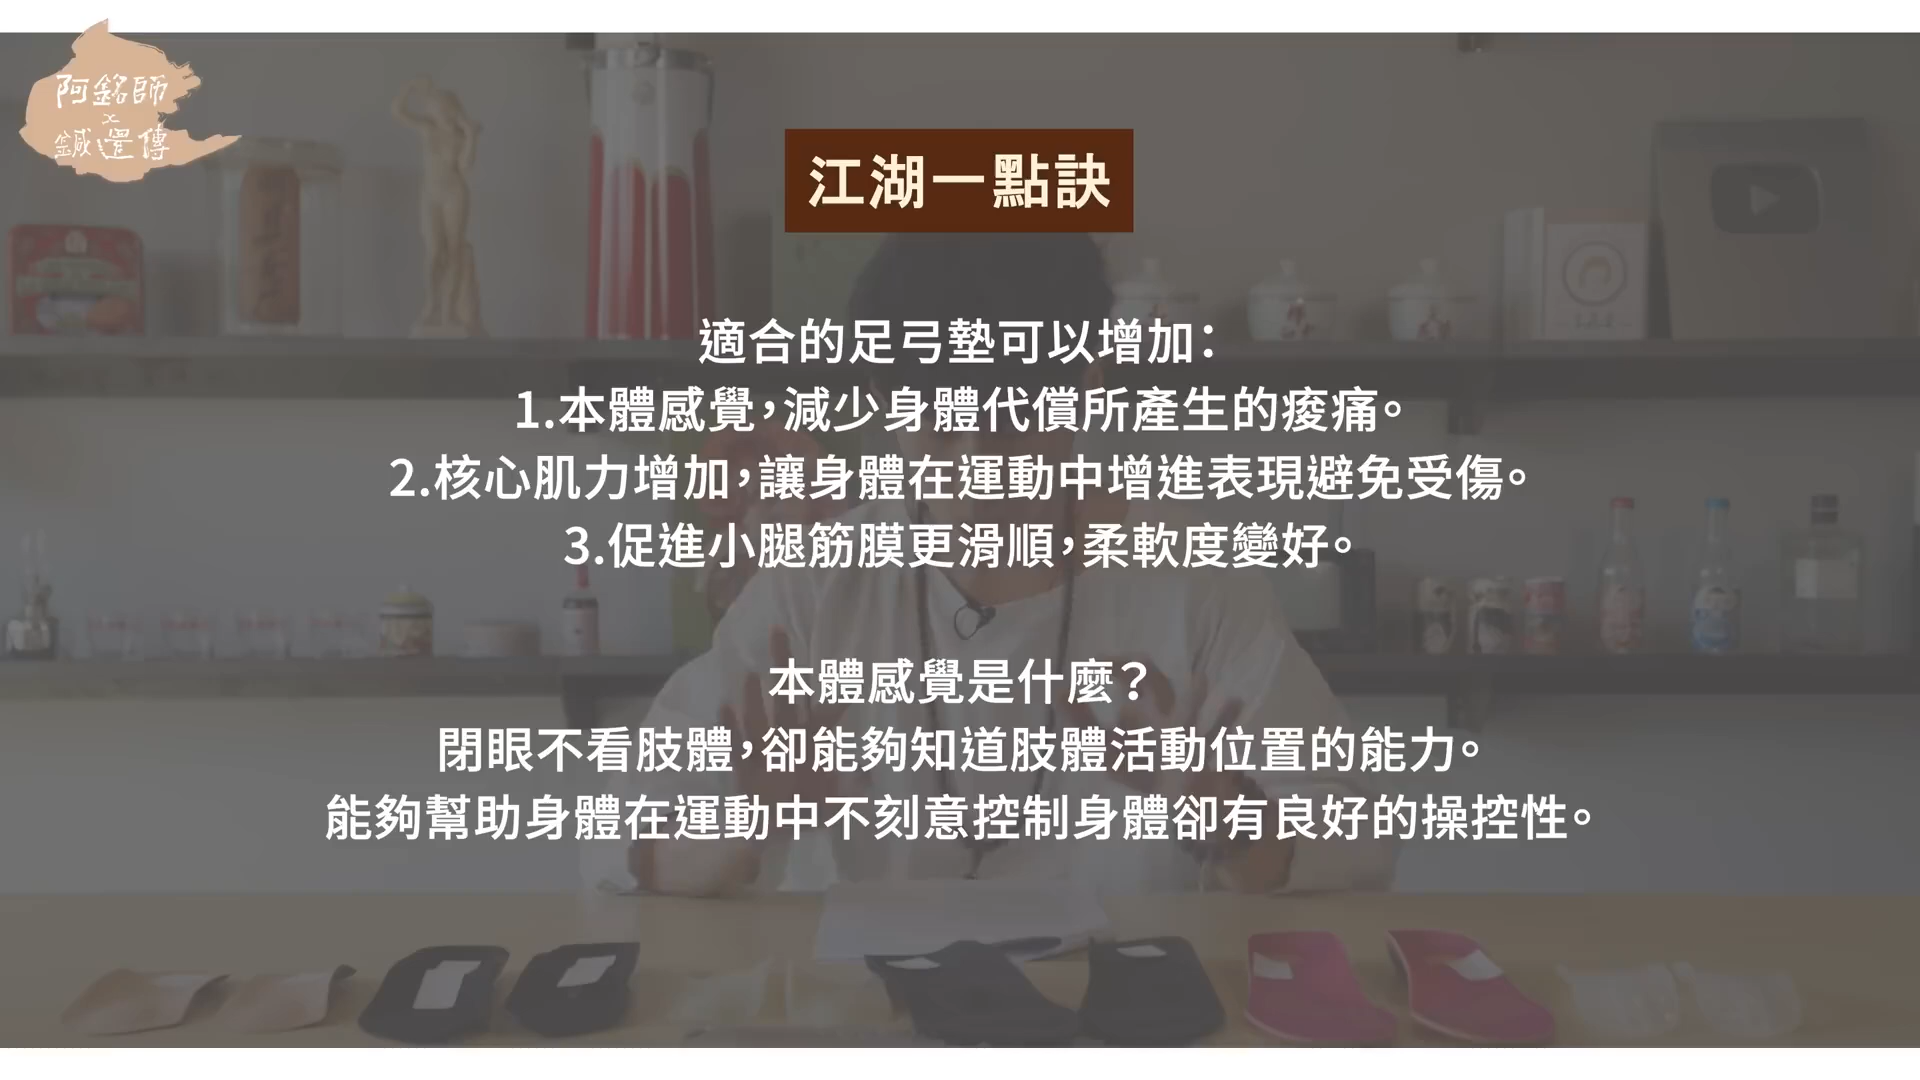 阿銘師
x
鍼還傳
江湖一點訣
適合的足弓墊可以增加：
1.本體感覺，減少身體代償所產生的痠痛。
2.核心肌力增加，讓身體在運動中增進表現避免受傷。
3.促進小腿筋膜更滑順，柔軟度變好。
本體感覺是什麼？
閉眼不看肢體，卻能夠知道肢體活動位置的能力。
能夠幫助身體在運動中不刻意控制身體卻有良好的操控性。